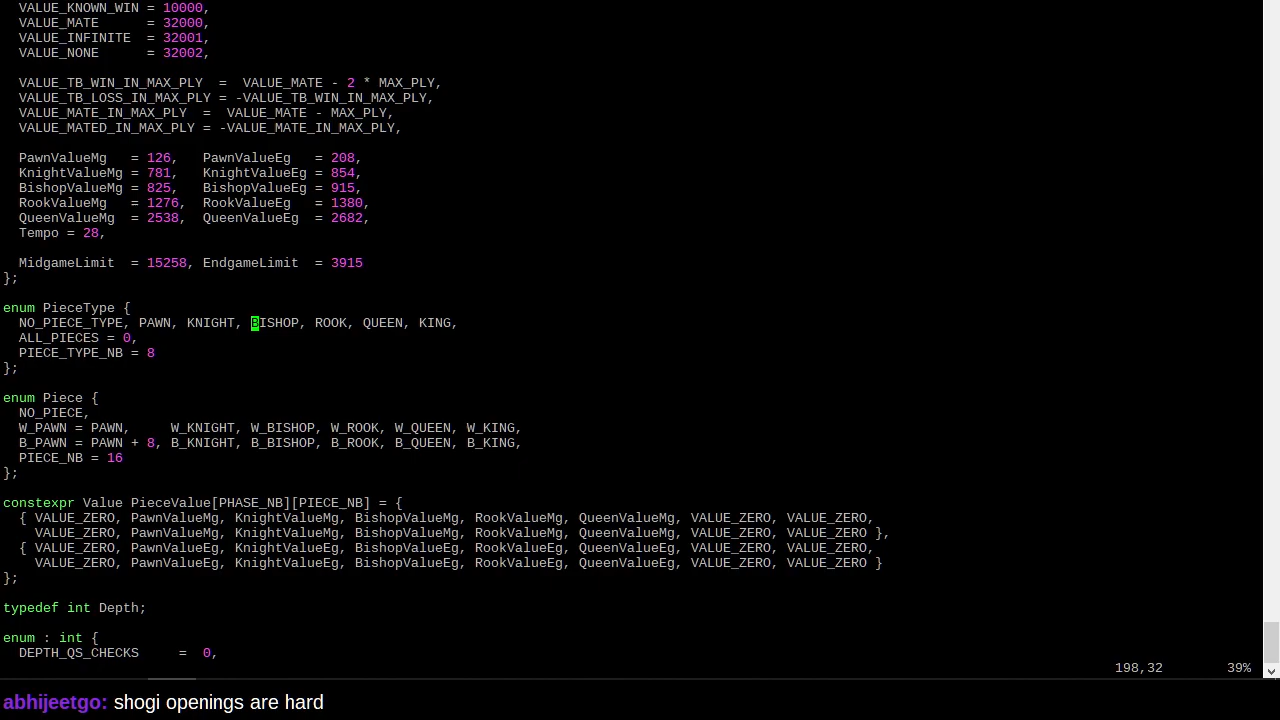 VALUE_KNOWN_WIN = 10000,
VALUE_MATE      = 32000,
VALUE_INFINITE  = 32001,
VALUE_NONE      = 32002,
VALUE_TB_WIN_IN_MAX_PLY  =  VALUE_MATE - 2 * MAX_PLY,
VALUE_TB_LOSS_IN_MAX_PLY = -VALUE_TB_WIN_IN_MAX_PLY,
VALUE_MATE_IN_MAX_PLY  =  VALUE_MATE - MAX_PLY,
VALUE_MATED_IN_MAX_PLY = -VALUE_MATE_IN_MAX_PLY,
PawnValueMg   = 126,   PawnValueEg   = 208,
KnightValueMg = 781,   KnightValueEg = 854,
BishopValueMg = 825,   BishopValueEg = 915,
RookValueMg   = 1276,  RookValueEg   = 1380,
QueenValueMg  = 2538,  QueenValueEg  = 2682,
Tempo = 28,
MidgameLimit  = 15258, EndgameLimit  = 3915
};
enum PieceType {
NO_PIECE_TYPE, PAWN, KNIGHT, BISHOP, ROOK, QUEEN, KING,
ALL_PIECES = 0,
PIECE_TYPE_NB = 8
};
enum Piece {
NO_PIECE,
W_PAWN = PAWN,     W_KNIGHT, W_BISHOP, W_ROOK, W_QUEEN, W_KING,
B_PAWN = PAWN + 8, B_KNIGHT, B_BISHOP, B_ROOK, B_QUEEN, B_KING,
PIECE_NB = 16
};
constexpr Value PieceValue[PHASE_NB][PIECE_NB] = {
{ VALUE_ZERO, PawnValueMg, KnightValueMg, BishopValueMg, RookValueMg, QueenValueMg, VALUE_ZERO, VALUE_ZERO,
VALUE_ZERO, PawnValueMg, KnightValueMg, BishopValueMg, RookValueMg, QueenValueMg, VALUE_ZERO, VALUE_ZERO },
{ VALUE_ZERO, PawnValueEg, KnightValueEg, BishopValueEg, RookValueEg, QueenValueEg, VALUE_ZERO, VALUE_ZERO,
VALUE_ZERO, PawnValueEg, KnightValueEg, BishopValueEg, RookValueEg, QueenValueEg, VALUE_ZERO, VALUE_ZERO }
};
typedef int Depth;
enum : int {
DEPTH_QS_CHECKS     =  0,
198,32        39%
abhijeetgo: shogi openings are hard